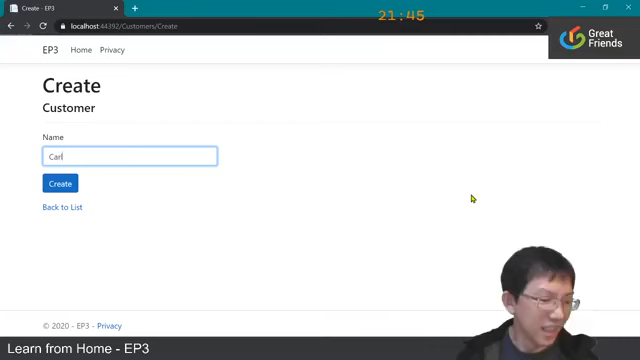 Create - EP3
21:45
localhost:44392/Customers/Create
Great
Friends
EP3 Home Privacy
Create
Customer
Name
Carl
Create
Back to List
© 2020 - EP3 - Privacy
Learn from Home - EP3